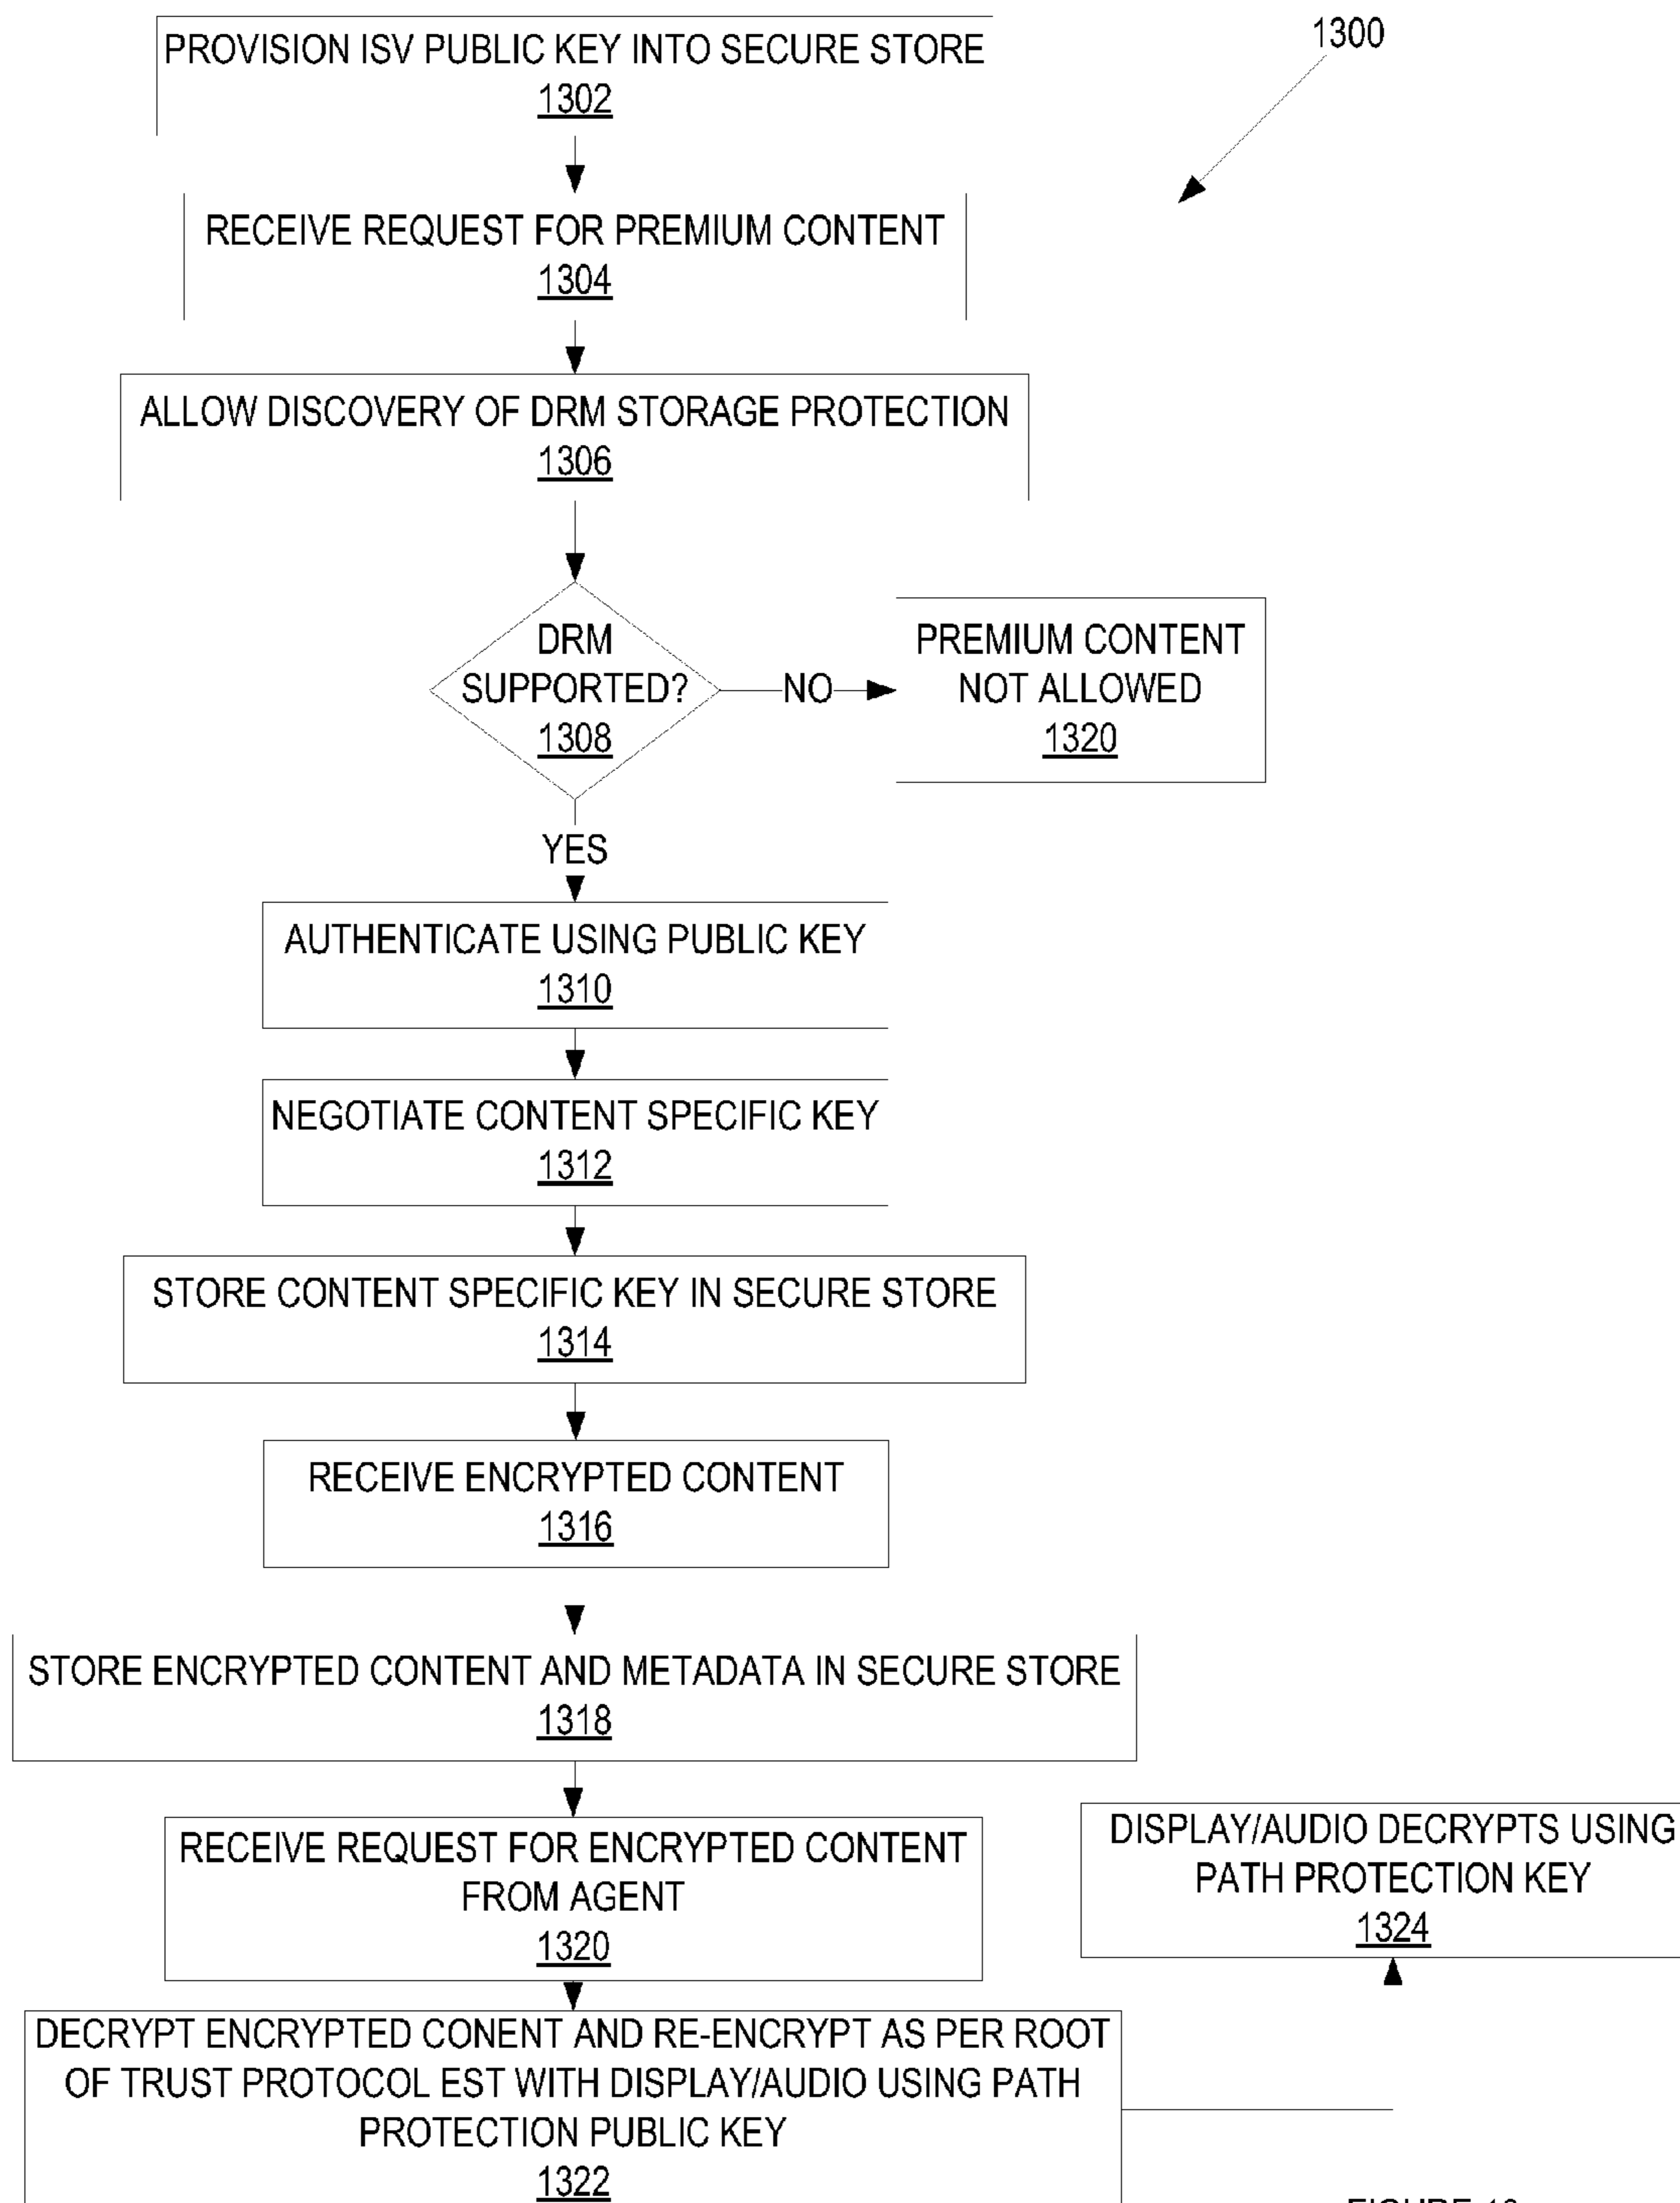 PROVISION ISV PUBLIC KEY INTO SECURE STORE
1302
1300
RECEIVE REQUEST FOR PREMIUM CONTENT
1304
ALLOW DISCOVERY OF DRM STORAGE PROTECTION
1306
DRM
SUPPORTED?
1308
NO
PREMIUM CONTENT
NOT ALLOWED
1320
YES
AUTHENTICATE USING PUBLIC KEY
1310
NEGOTIATE CONTENT SPECIFIC KEY
1312
STORE CONTENT SPECIFIC KEY IN SECURE STORE
1314
RECEIVE ENCRYPTED CONTENT
1316
STORE ENCRYPTED CONTENT AND METADATA IN SECURE STORE
1318
RECEIVE REQUEST FOR ENCRYPTED CONTENT
FROM AGENT
1320
DISPLAY/AUDIO DECRYPTS USING
PATH PROTECTION KEY
1324
DECRYPT ENCRYPTED CONENT AND RE-ENCRYPT AS PER ROOT
OF TRUST PROTOCOL EST WITH DISPLAY/AUDIO USING PATH
PROTECTION PUBLIC KEY
1322